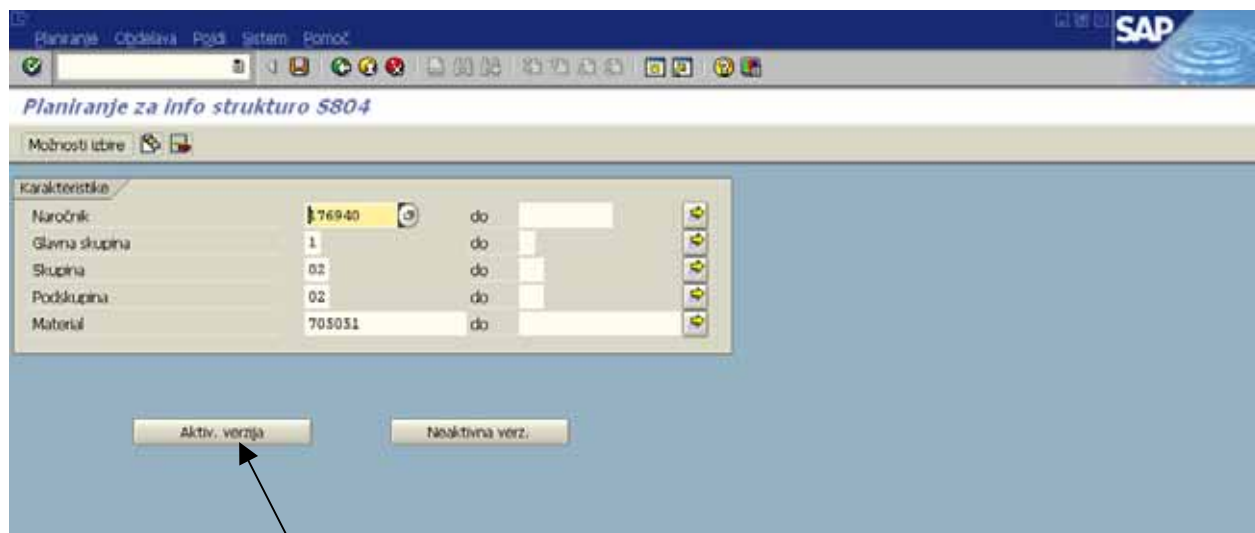 Planiranje Obdelava Pojdi Sistem Pomoč
SAP
Planiranje za info strukturo S804
Možnosti izbire
Karakteristike
Naročnik 176940 do
Glavna skupina 1 do
Skupina 02 do
Podskupina 02 do
Material 705051 do
Aktiv. verzija Neaktivna verz.